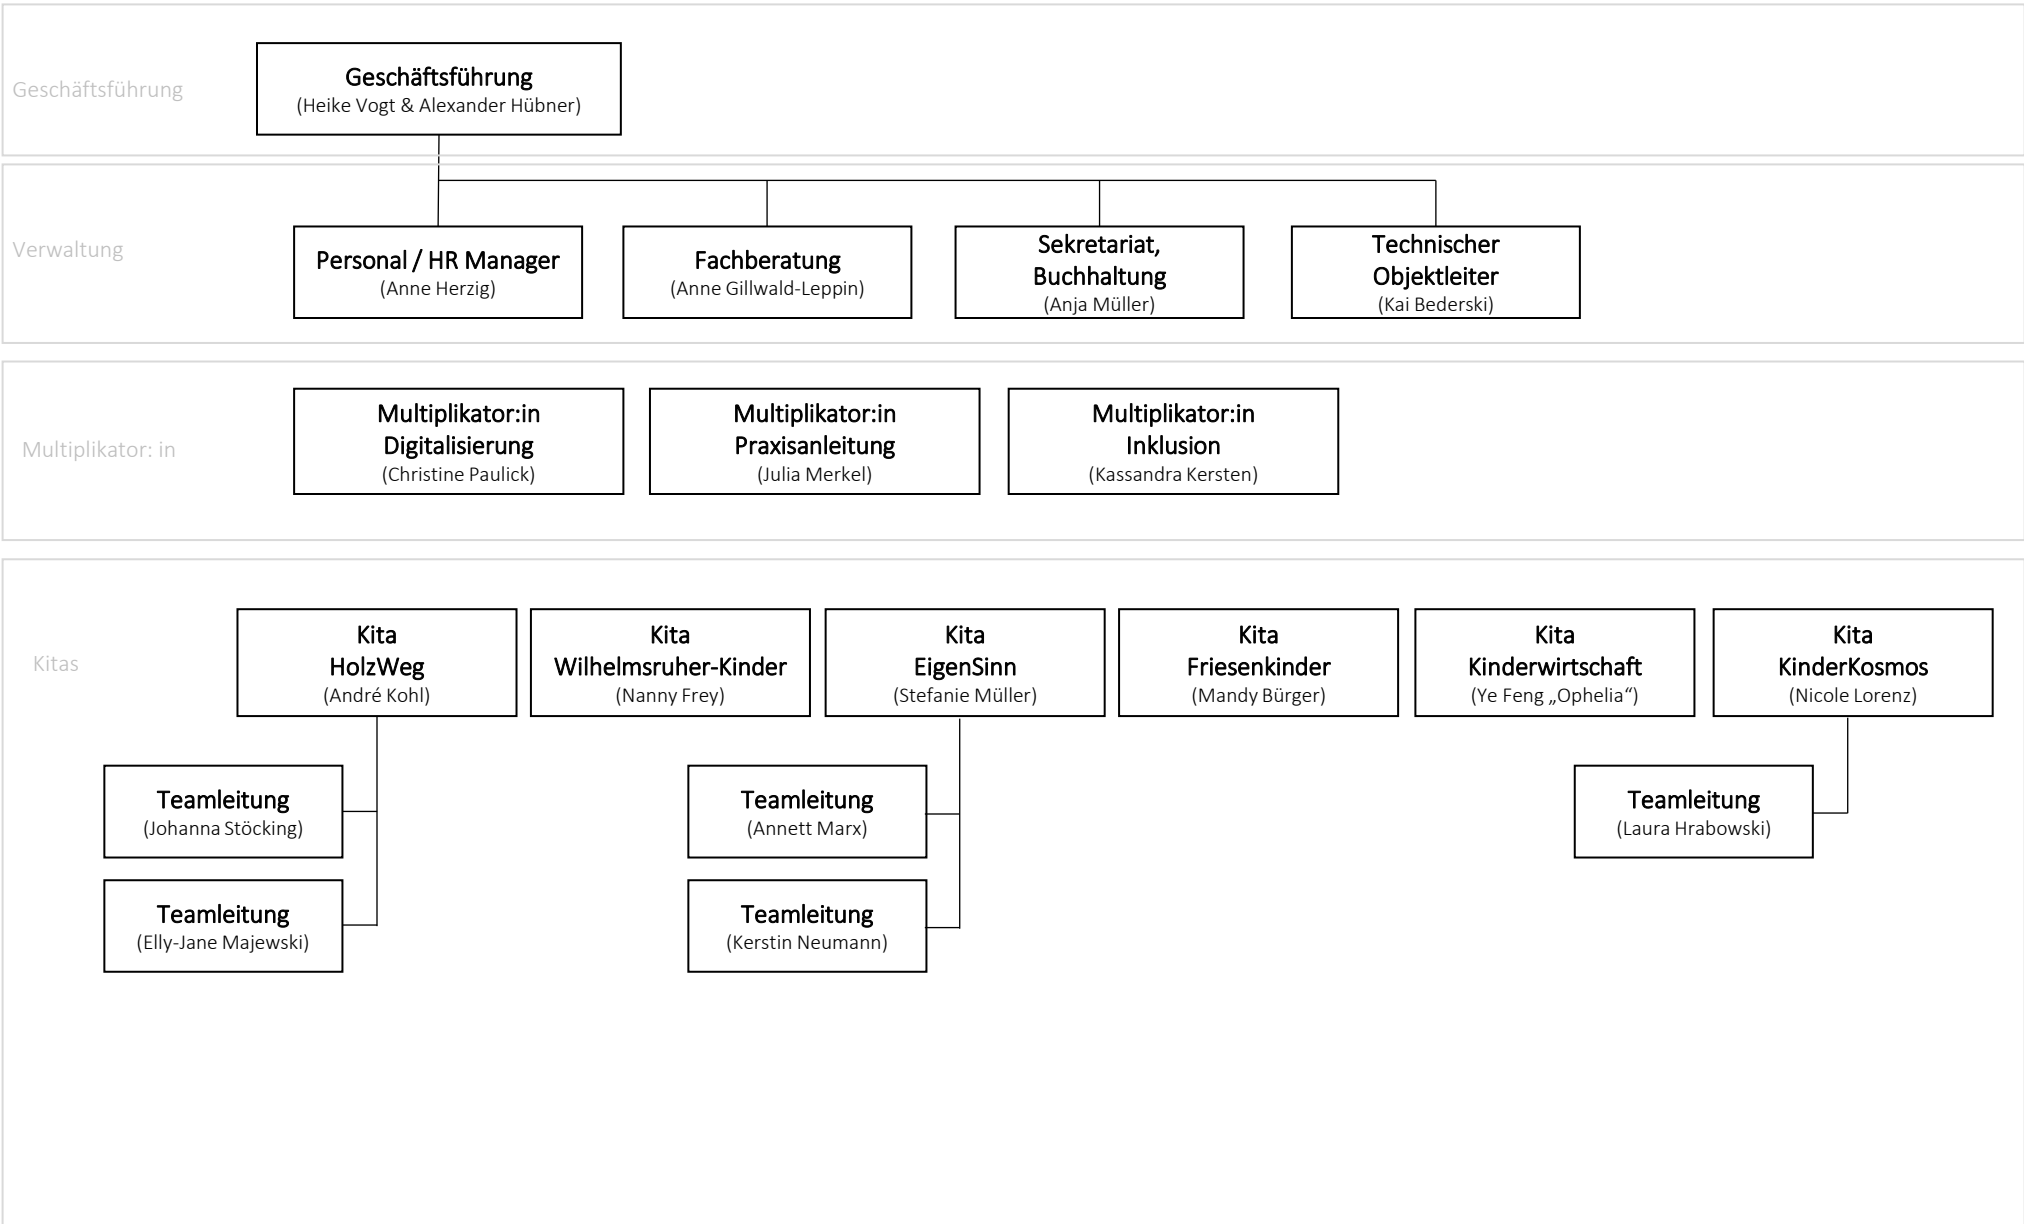 Geschäftsführung
Geschäftsführung
(Heike Vogt & Alexander Hübner)
Verwaltung
Personal / HR Manager
(Anne Herzig)
Fachberatung
(Anne Gillwald-Leppin)
Sekretariat,
Buchhaltung
(Anja Müller)
Technischer
Objektleiter
(Kai Bederski)
Multiplikator: in
Multiplikator:in
Digitalisierung
(Christine Paulick)
Multiplikator:in
Praxisanleitung
(Julia Merkel)
Multiplikator:in
Inklusion
(Kassandra Kersten)
Kitas
Kita
HolzWeg
(André Kohl)
Kita
Wilhelmsruher-Kinder
(Nanny Frey)
Kita
EigenSinn
(Stefanie Müller)
Kita
Friesenkinder
(Mandy Bürger)
Kita
Kinderwirtschaft
(Ye Feng „Ophelia“)
Kita
KinderKosmos
(Nicole Lorenz)
Teamleitung
(Johanna Stöcking)
Teamleitung
(Annett Marx)
Teamleitung
(Laura Hrabowski)
Teamleitung
(Elly-Jane Majewski)
Teamleitung
(Kerstin Neumann)